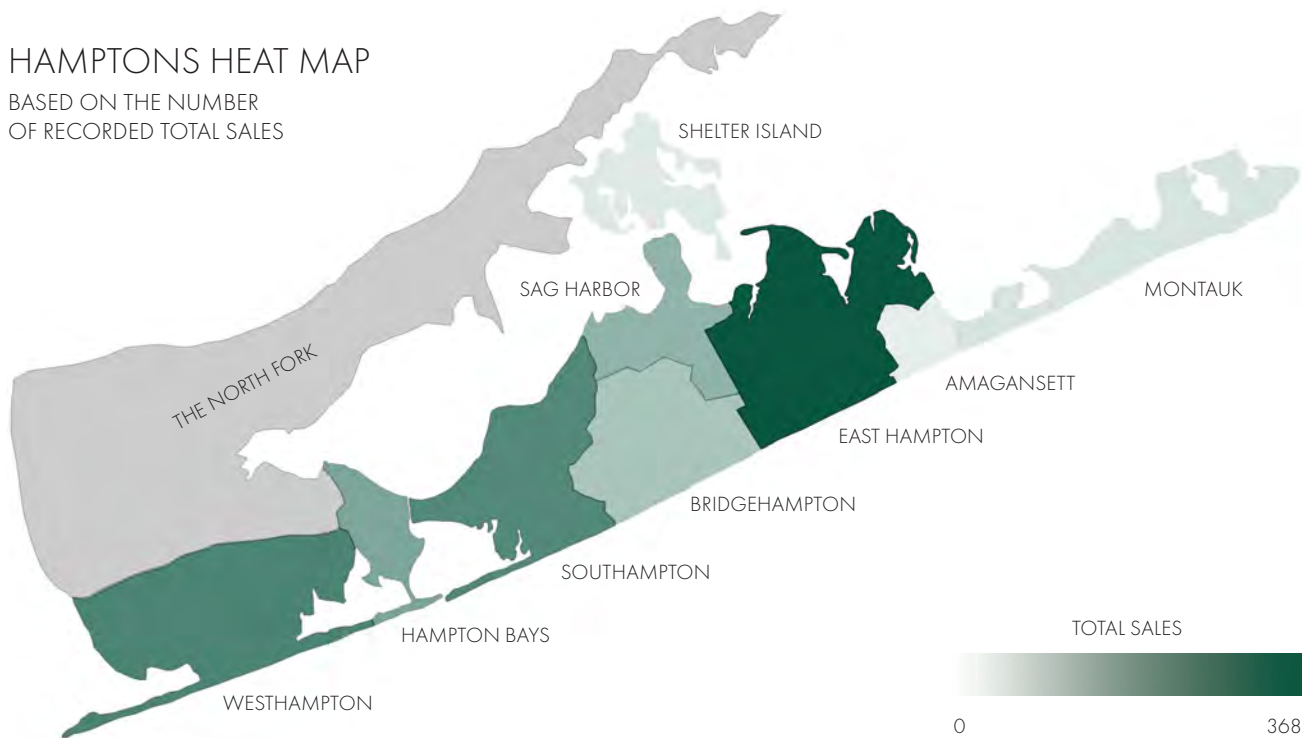 HAMPTONS HEAT MAP
BASED ON THE NUMBER
OF RECORDED TOTAL SALES
SHELTER ISLAND
SAG HARBOR
MONTAUK
THE NORTH FORK
AMAGANSETT
EAST HAMPTON
BRIDGEHAMPTON
SOUTHAMPTON
HAMPTON BAYS
WESTHAMPTON
TOTAL SALES
0
368